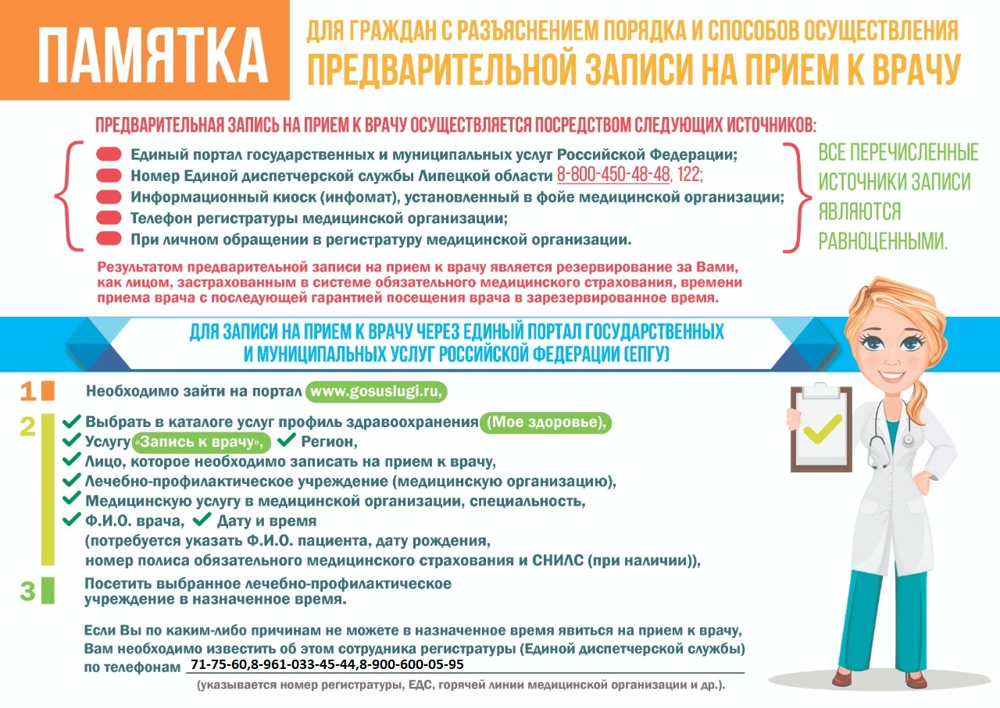 ПАМЯТКА
ДЛЯ ГРАЖДАН С РАЗЪЯСНЕНИЕМ ПОРЯДКА И СПОСОБОВ ОСУЩЕСТВЛЕНИЯ
ПРЕДВАРИТЕЛЬНОЙ ЗАПИСИ НА ПРИЕМ К ВРАЧУ
ПРЕДВАРИТЕЛЬНАЯ ЗАПИСЬ НА ПРИЕМ К ВРАЧУ ОСУЩЕСТВЛЯЕТСЯ ПОСРЕДСТВОМ СЛЕДУЮЩИХ ИСТОЧНИКОВ:
Единый портал государственных и муниципальных услуг Российской Федерации;
Номер Единой диспетчерской службы Липецкой области 8-800-450-48-48, 122;
Информационный киоск (инфомат), установленный в фойе медицинской организации;
Телефон регистратуры медицинской организации;
При личном обращении в регистратуру медицинской организации.
ВСЕ ПЕРЕЧИСЛЕННЫЕ
ИСТОЧНИКИ ЗАПИСИ
ЯВЛЯЮТСЯ
РАВНОЦЕННЫМИ.
Результатом предварительной записи на прием к врачу является резервирование за Вами,
как лицом, застрахованным в системе обязательного медицинского страхования, времени
приема врача с последующей гарантией посещения врача в зарезервированное время.
ДЛЯ ЗАПИСИ НА ПРИЕМ К ВРАЧУ ЧЕРЕЗ ЕДИНЫЙ ПОРТАЛ ГОСУДАРСТВЕННЫХ
И МУНИЦИПАЛЬНЫХ УСЛУГ РОССИЙСКОЙ ФЕДЕРАЦИИ (ЕПГУ)
1 Необходимо зайти на портал www.gosuslugi.ru,
2 Выбрать в каталоге услуг профиль здравоохранения (Мое здоровье),
Услугу «Запись к врачу», Регион,
Лицо, которое необходимо записать на прием к врачу,
Лечебно-профилактическое учреждение (медицинскую организацию),
Медицинскую услугу в медицинской организации, специальность,
Ф.И.О. врача, Дату и время
(потребуется указать Ф.И.О. пациента, дату рождения,
номер полиса обязательного медицинского страхования и СНИЛС (при наличии)),
3 Посетить выбранное лечебно-профилактическое
учреждение в назначенное время.
Если Вы по каким-либо причинам не можете в назначенное время явиться на прием к врачу,
Вам необходимо известить об этом сотрудника регистратуры (Единой диспетчерской службы)
по телефонам 71-75-60,8-961-033-45-44,8-900-600-05-95
(указывается номер регистратуры, ЕДС, горячей линии медицинской организации и др.).